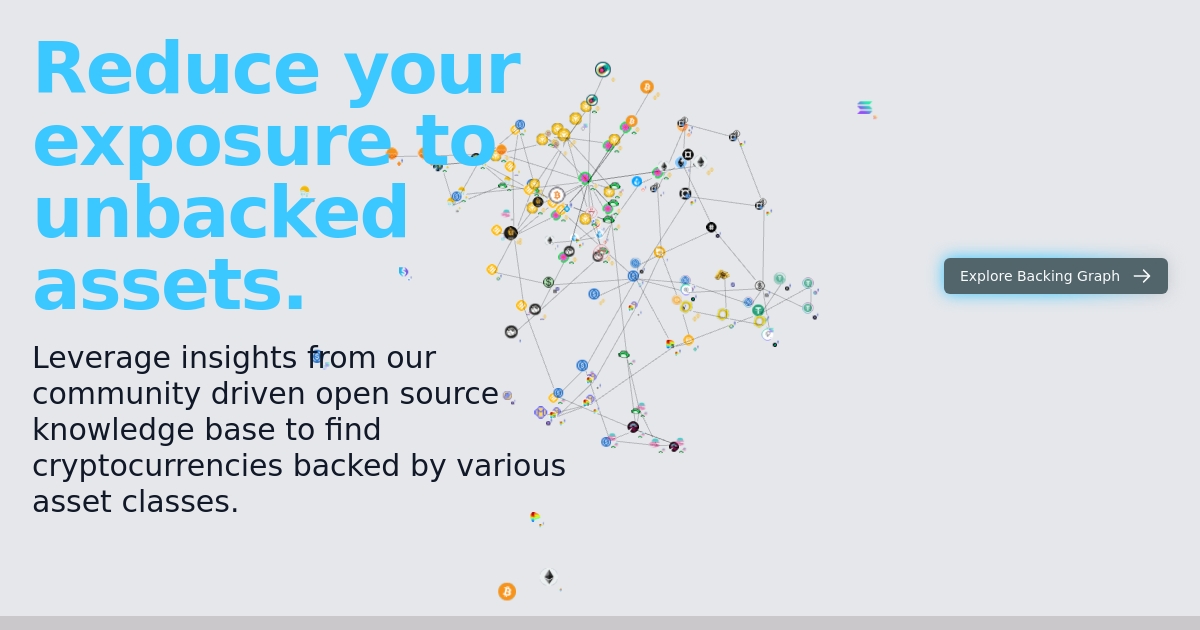 Reduce your
exposure to
unbacked
assets.
Leverage insights from our
community driven open source
knowledge base to find
cryptocurrencies backed by various
asset classes.
Explore Backing Graph